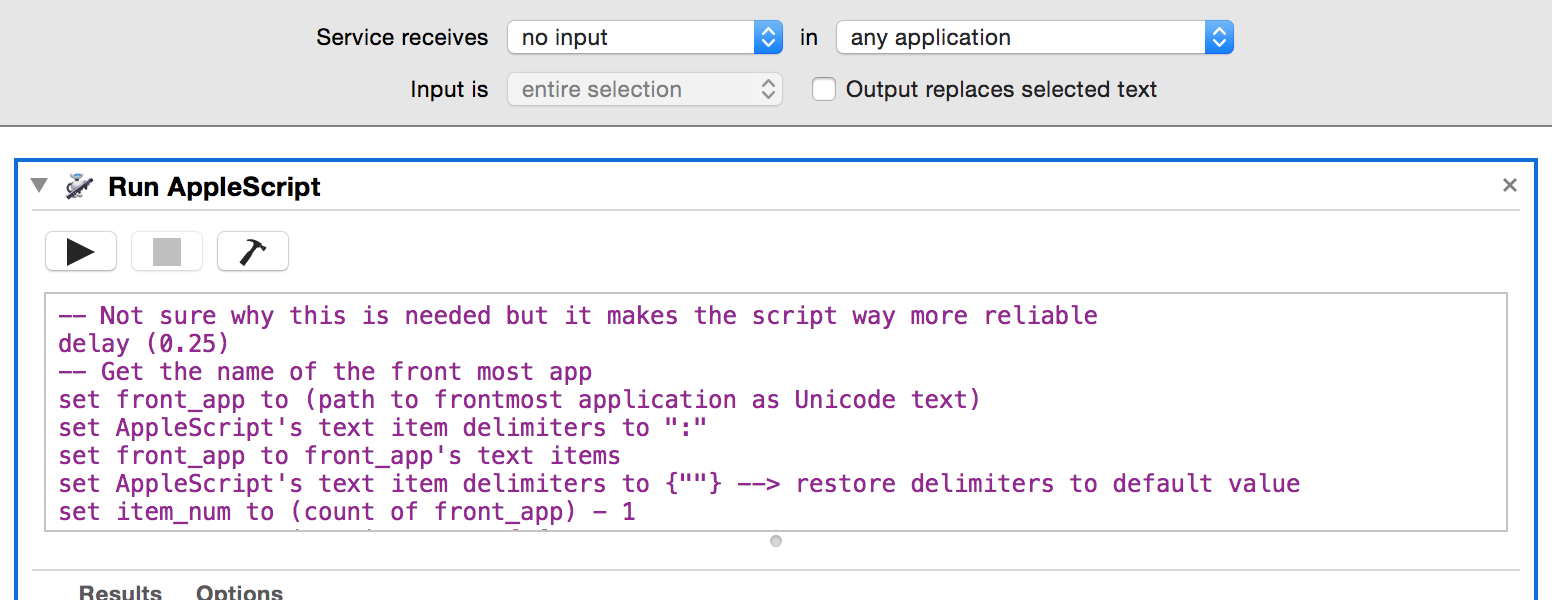 Service receives no input in any application
Input is entire selection Output replaces selected text
Run AppleScript
-- Not sure why this is needed but it makes the script way more reliable
delay (0.25)
-- Get the name of the front most app
set front_app to (path to frontmost application as Unicode text)
set AppleScript's text item delimiters to ":"
set front_app to front_app's text items
set AppleScript's text item delimiters to {""} --> restore delimiters to default value
set item_num to (count of front_app) - 1
Results Options